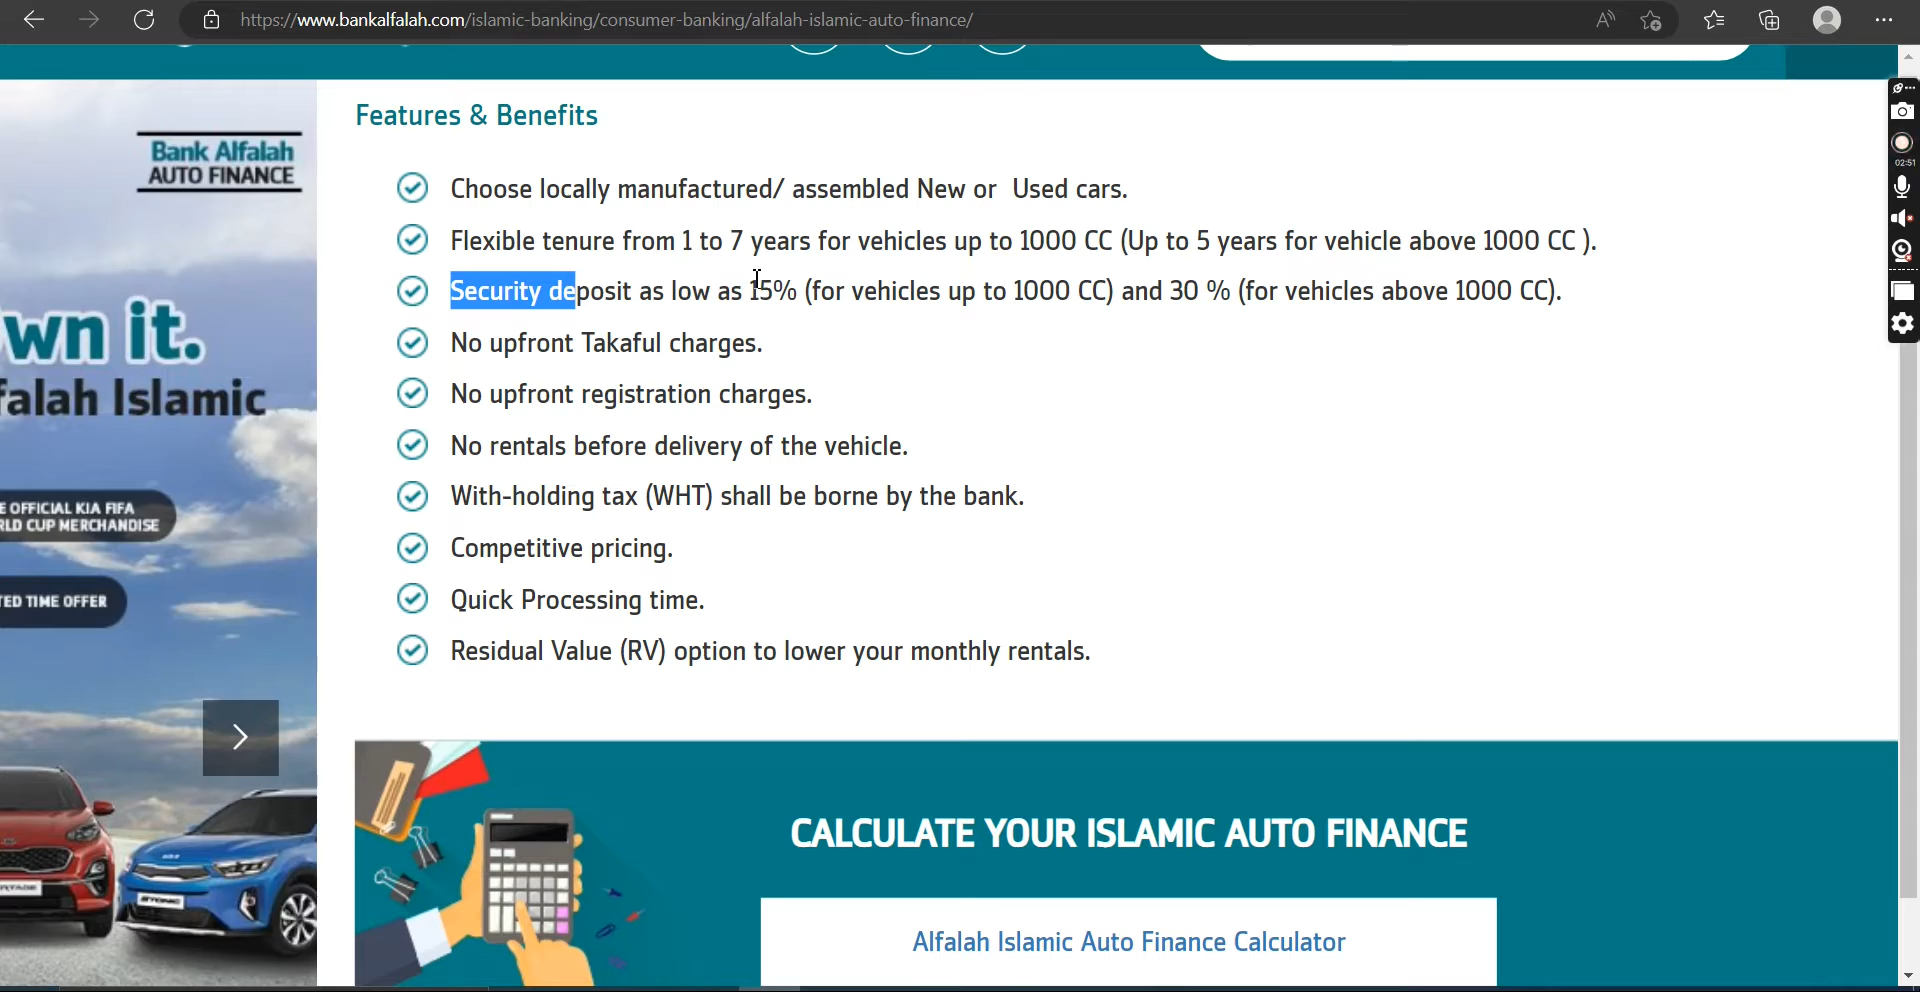 https://www.bankalfalah.com/islamic-banking/consumer-banking/alfalah-islamic-auto-finance/
Features & Benefits
Bank Alfalah
AUTO FINANCE
Choose locally manufactured/ assembled New or Used cars.
Flexible tenure from 1 to 7 years for vehicles up to 1000 CC (Up to 5 years for vehicle above 1000 CC ).
Security deposit as low as 15% (for vehicles up to 1000 CC) and 30 % (for vehicles above 1000 CC).
No upfront Takaful charges.
No upfront registration charges.
No rentals before delivery of the vehicle.
With-holding tax (WHT) shall be borne by the bank.
Competitive pricing.
Quick Processing time.
Residual Value (RV) option to lower your monthly rentals.
wn it.
falah Islamic
E OFFICIAL KIA FIFA
RLD CUP MERCHANDISE
TED TIME OFFER
RTAGE
STONIC
CALCULATE YOUR ISLAMIC AUTO FINANCE
Alfalah Islamic Auto Finance Calculator
02:51